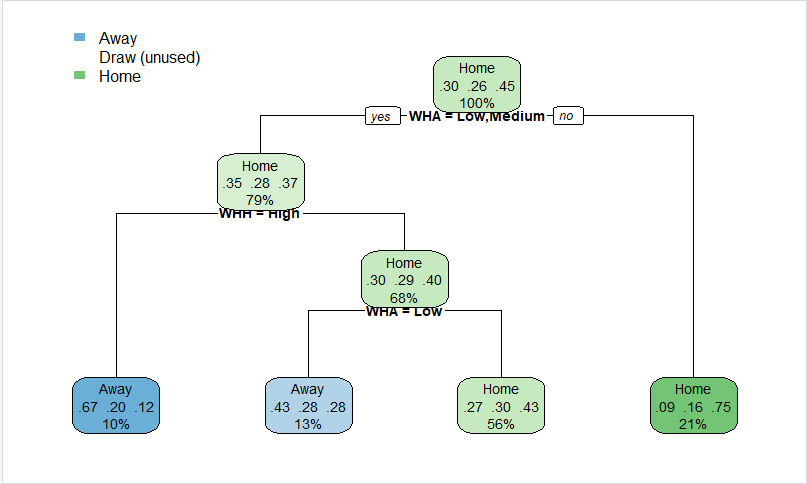 Away
Draw (unused)
Home
Home
.30 .26 .45
100%
yes WHA = Low,Medium no
Home
.35 .28 .37
79%
WHH = High
Home
.30 .29 .40
68%
WHA = Low
Away
.67 .20 .12
10%
Away
.43 .28 .28
13%
Home
.27 .30 .43
56%
Home
.09 .16 .75
21%